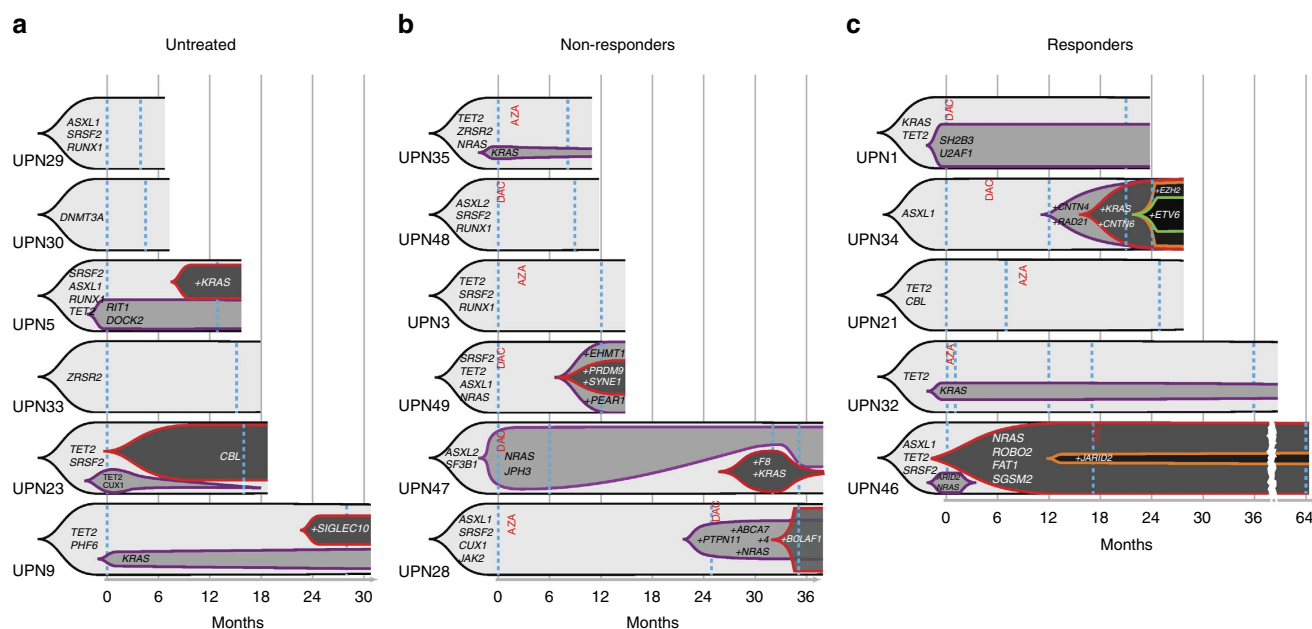 a
Untreated
ASXL1
SRSF2
RUNX1
UPN29
DNMT3A
UPN30
SRSF2
ASXL1
RUNX1
TET2
+KRAS
RIT1
DOCK2
UPN5
ZRSR2
UPN33
TET2
SRSF2
CBL
TET2
CUX1
UPN23
TET2
PHF6
+SIGLEC10
KRAS
UPN9
0 6 12 18 24 30
Months
b
Non-responders
TET2
ZRSR2
NRAS
AZA
KRAS
UPN35
DAC
ASXL2
SRSF2
RUNX1
UPN48
AZA
TET2
SRSF2
RUNX1
UPN3
DAC
SRSF2
TET2
ASXL1
NRAS
+EHMT1
+PRDM9
+SYNE1
+PEAR1
UPN49
DAC
ASXL2
SF3B1
NRAS
JPH3
+F8
+KRAS
UPN47
AZA
DAC
ASXL1
SRSF2
CUX1
JAK2
+ABCA7
+PTPN11 +4
+NRAS
+BOLAF1
UPN28
0 6 12 18 24 30 36
Months
c
Responders
DAC
KRAS
TET2
SH2B3
U2AF1
UPN1
DAC
ASXL1
+CNTN4
+RAD21
+KRAS
+CNTN6
+EZH2
+ETV6
UPN34
AZA
TET2
CBL
UPN21
AZA
TET2
KRAS
UPN32
ASXL1
TET2
SRSF2
NRAS
ROBO2
FAT1
SGSM2
+JARID2
NRAS
UPN46
0 6 12 18 24 30 36 64
Months